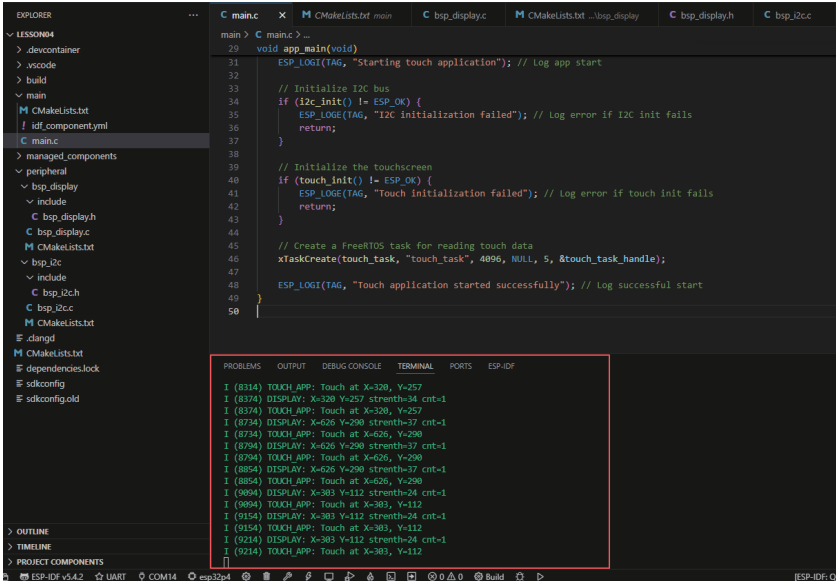 EXPLORER ...
LESSON04
.devcontainer
.vscode
build
main
CMakeLists.txt
idf_component.yml
main.c
managed_components
peripheral
bsp_display
include
bsp_display.h
bsp_display.c
CMakeLists.txt
bsp_i2c
include
bsp_i2c.h
bsp_i2c.c
CMakeLists.txt
.clangd
CMakeLists.txt
dependencies.lock
sdkconfig
sdkconfig.old
OUTLINE
TIMELINE
PROJECT COMPONENTS
main.c CMakeLists.txt main bsp_display.c CMakeLists.txt ...\bsp_display bsp_display.h bsp_i2c.c
main > C main.c > ...
29 void app_main(void)
31 ESP_LOGI(TAG, "Starting touch application"); // Log app start
32
33 // Initialize I2C bus
34 if (i2c_init() != ESP_OK) {
35 ESP_LOGE(TAG, "I2C initialization failed"); // Log error if I2C init fails
36 return;
37 }
38
39 // Initialize the touchscreen
40 if (touch_init() != ESP_OK) {
41 ESP_LOGE(TAG, "Touch initialization failed"); // Log error if touch init fails
42 return;
43 }
44
45 // Create a FreeRTOS task for reading touch data
46 xTaskCreate(touch_task, "touch_task", 4096, NULL, 5, &touch_task_handle);
47
48 ESP_LOGI(TAG, "Touch application started successfully"); // Log successful start
49 }
50
PROBLEMS OUTPUT DEBUG CONSOLE TERMINAL PORTS ESP-IDF
I (8314) TOUCH_APP: Touch at X=320, Y=257
I (8374) DISPLAY: X=320 Y=257 strenth=34 cnt=1
I (8374) TOUCH_APP: Touch at X=320, Y=257
I (8734) DISPLAY: X=626 Y=290 strenth=37 cnt=1
I (8734) TOUCH_APP: Touch at X=626, Y=290
I (8794) DISPLAY: X=626 Y=290 strenth=37 cnt=1
I (8794) TOUCH_APP: Touch at X=626, Y=290
I (8854) DISPLAY: X=626 Y=290 strenth=37 cnt=1
I (8854) TOUCH_APP: Touch at X=626, Y=290
I (9094) DISPLAY: X=303 Y=112 strenth=24 cnt=1
I (9094) TOUCH_APP: Touch at X=303, Y=112
I (9154) DISPLAY: X=303 Y=112 strenth=24 cnt=1
I (9154) TOUCH_APP: Touch at X=303, Y=112
I (9214) DISPLAY: X=303 Y=112 strenth=24 cnt=1
I (9214) TOUCH_APP: Touch at X=303, Y=112
ESP-IDF v5.4.2 UART COM14 esp32p4 0 0 Build [ESP-IDF: Q